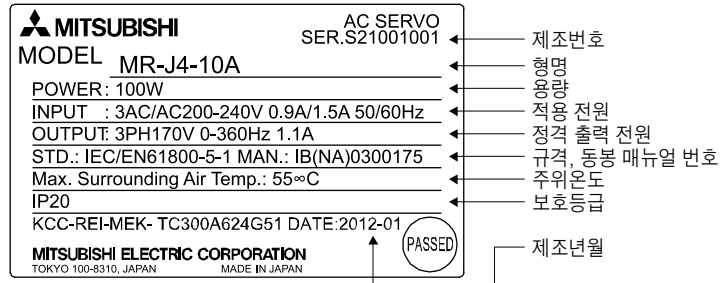 MITSUBISHI
AC SERVO
SER.S21001001
제조번호
MODEL MR-J4-10A
형명
POWER: 100W
용량
INPUT : 3AC/AC200-240V 0.9A/1.5A 50/60Hz
적용 전원
OUTPUT: 3PH170V 0-360Hz 1.1A
정격 출력 전원
STD.: IEC/EN61800-5-1 MAN.: IB(NA)0300175
규격, 동봉 매뉴얼 번호
Max. Surrounding Air Temp.: 55∞C
주위온도
IP20
보호등급
KCC-REI-MEK- TC300A624G51 DATE:2012-01
PASSED
제조년월
MITSUBISHI ELECTRIC CORPORATION
TOKYO 100-8310, JAPAN MADE IN JAPAN